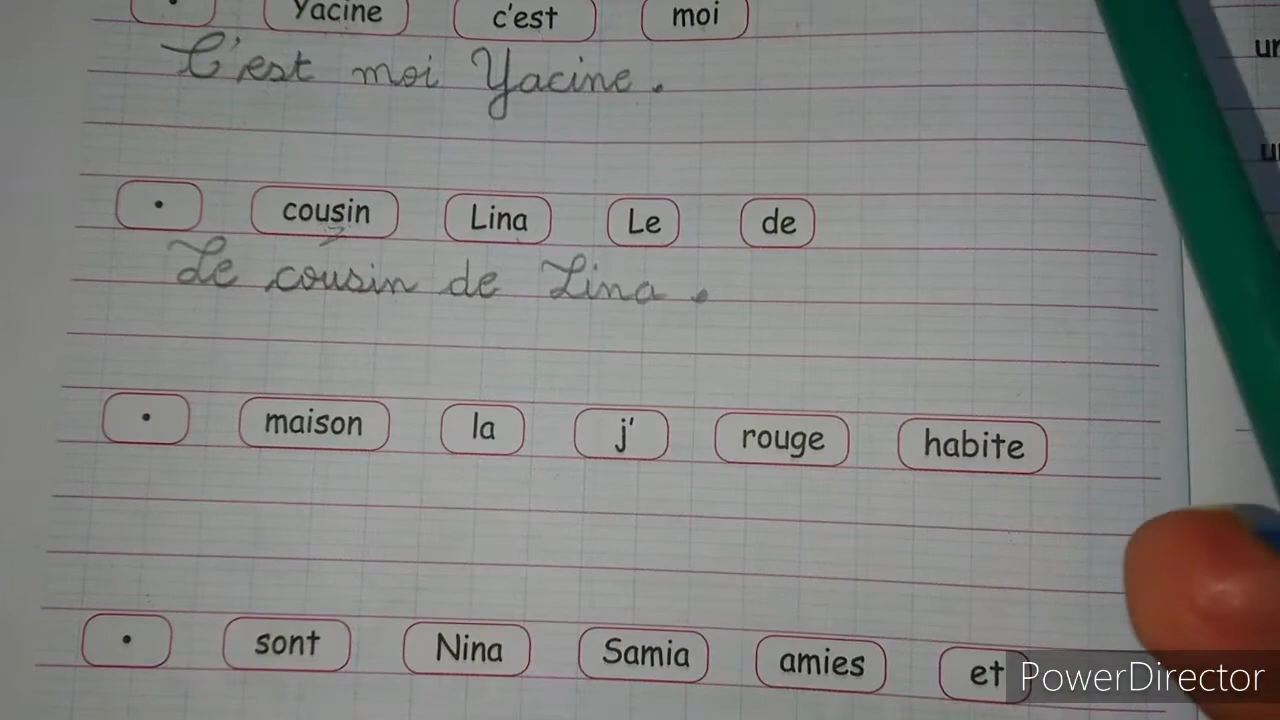 . Yacine c'est moi
C'est moi Yacine.
. cousin Lina Le de
Le cousin de Lina.
. maison la j' rouge habite
. sont Nina Samia amies et
PowerDirector